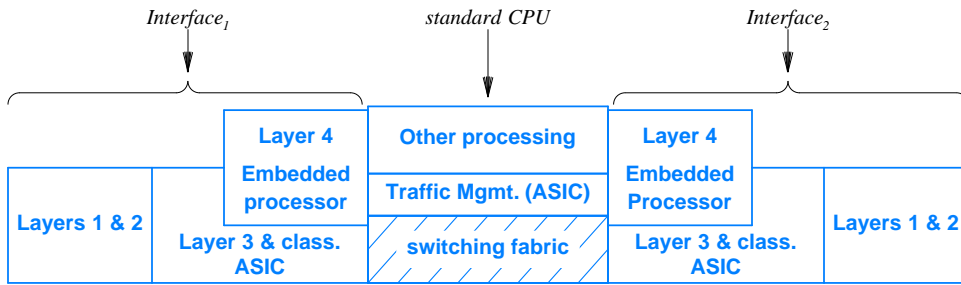 Interface1
standard CPU
Interface2
Layer 4
Embedded
processor
Other processing
Layer 4
Embedded
Processor
Traffic Mgmt. (ASIC)
Layers 1 & 2
Layer 3 & class.
ASIC
switching fabric
Layer 3 & class.
ASIC
Layers 1 & 2